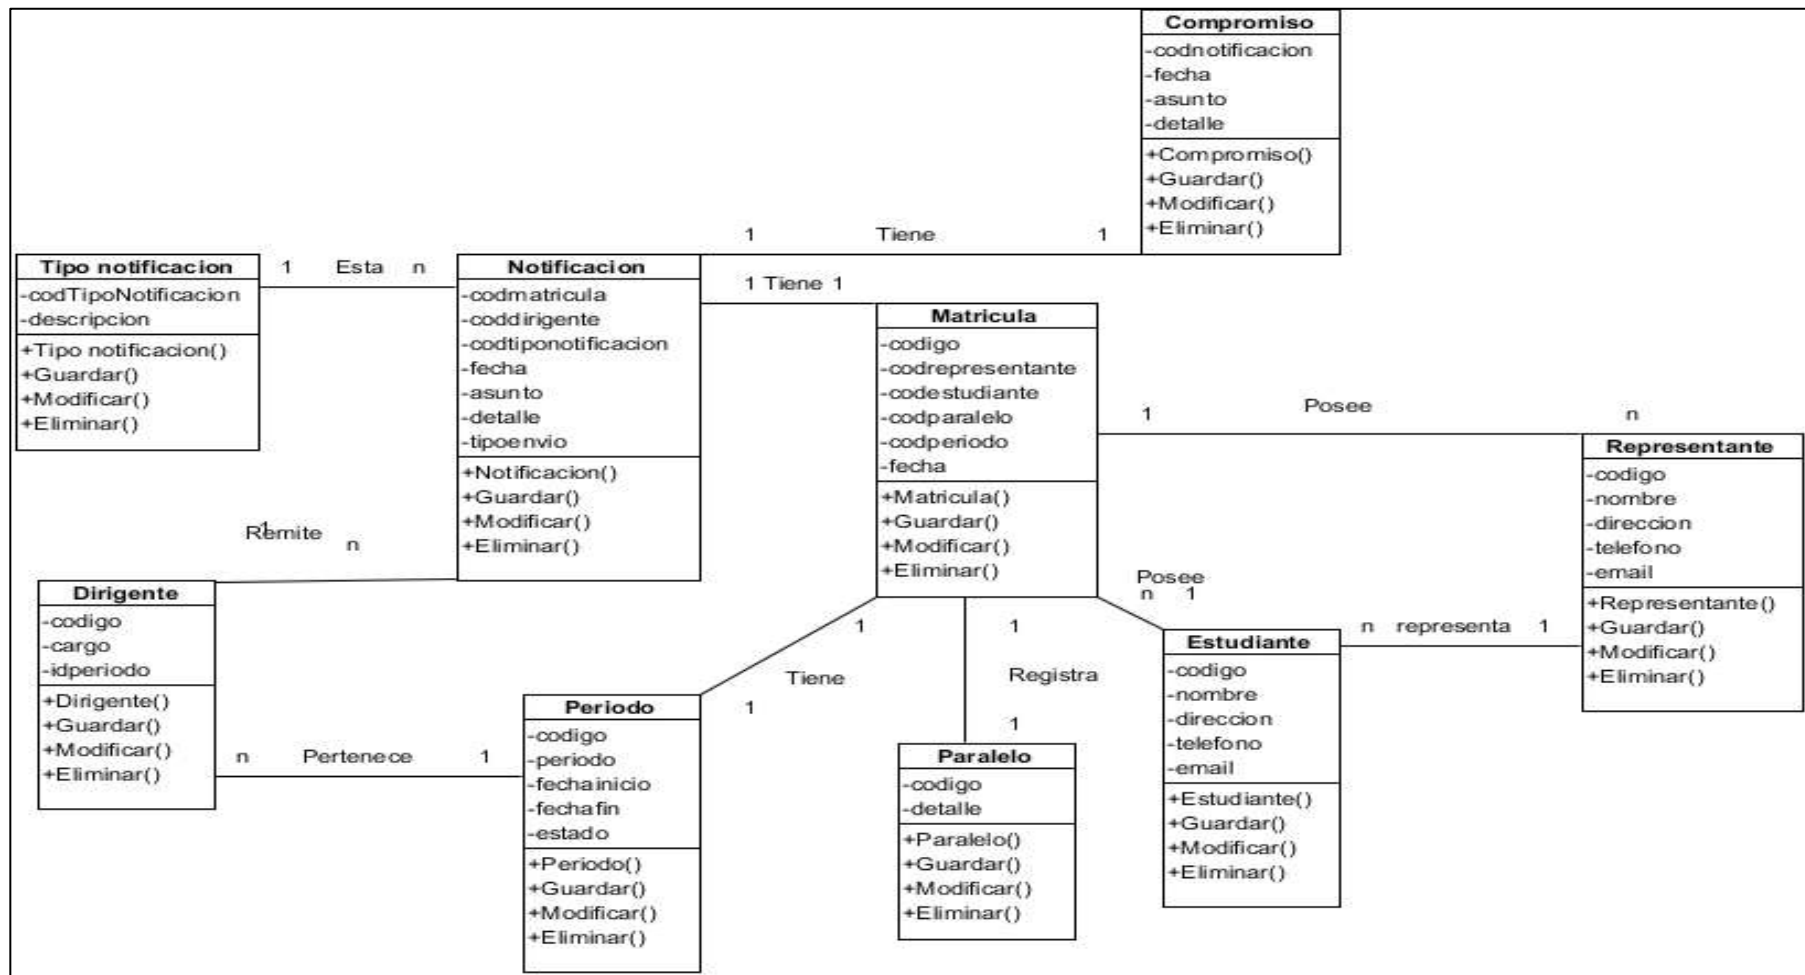 Compromiso
-codnotificacion
-fecha
-asunto
-detalle
+Compromiso()
+Guardar()
+Modificar()
+Eliminar()
1 Tiene 1
Tipo notificacion
-codTipoNotificacion
-descripcion
+Tipo notificacion()
+Guardar()
+Modificar()
+Eliminar()
1 Esta n
Notificacion
-codmatricula
-coddirigente
-codtiponotificacion
-fecha
-asunto
-detalle
-tipoenvio
+Notificacion()
+Guardar()
+Modificar()
+Eliminar()
1 Tiene 1
Matricula
-codigo
-codrepresentante
-codestudiante
-codparalelo
-codperiodo
-fecha
+Matricula()
+Guardar()
+Modificar()
+Eliminar()
1 Posee n
Representante
-codigo
-nombre
-direccion
-telefono
-email
+Representante()
+Guardar()
+Modificar()
+Eliminar()
1
Remite n
Dirigente
-codigo
-cargo
-idperiodo
+Dirigente()
+Guardar()
+Modificar()
+Eliminar()
n Pertenece 1
Periodo
-codigo
-periodo
-fechainicio
-fechafin
-estado
+Periodo()
+Guardar()
+Modificar()
+Eliminar()
1
Tiene
1
1
Registra
1
Paralelo
-codigo
-detalle
+Paralelo()
+Guardar()
+Modificar()
+Eliminar()
Posee
n 1
Estudiante
-codigo
-nombre
-direccion
-telefono
-email
+Estudiante()
+Guardar()
+Modificar()
+Eliminar()
n representa 1